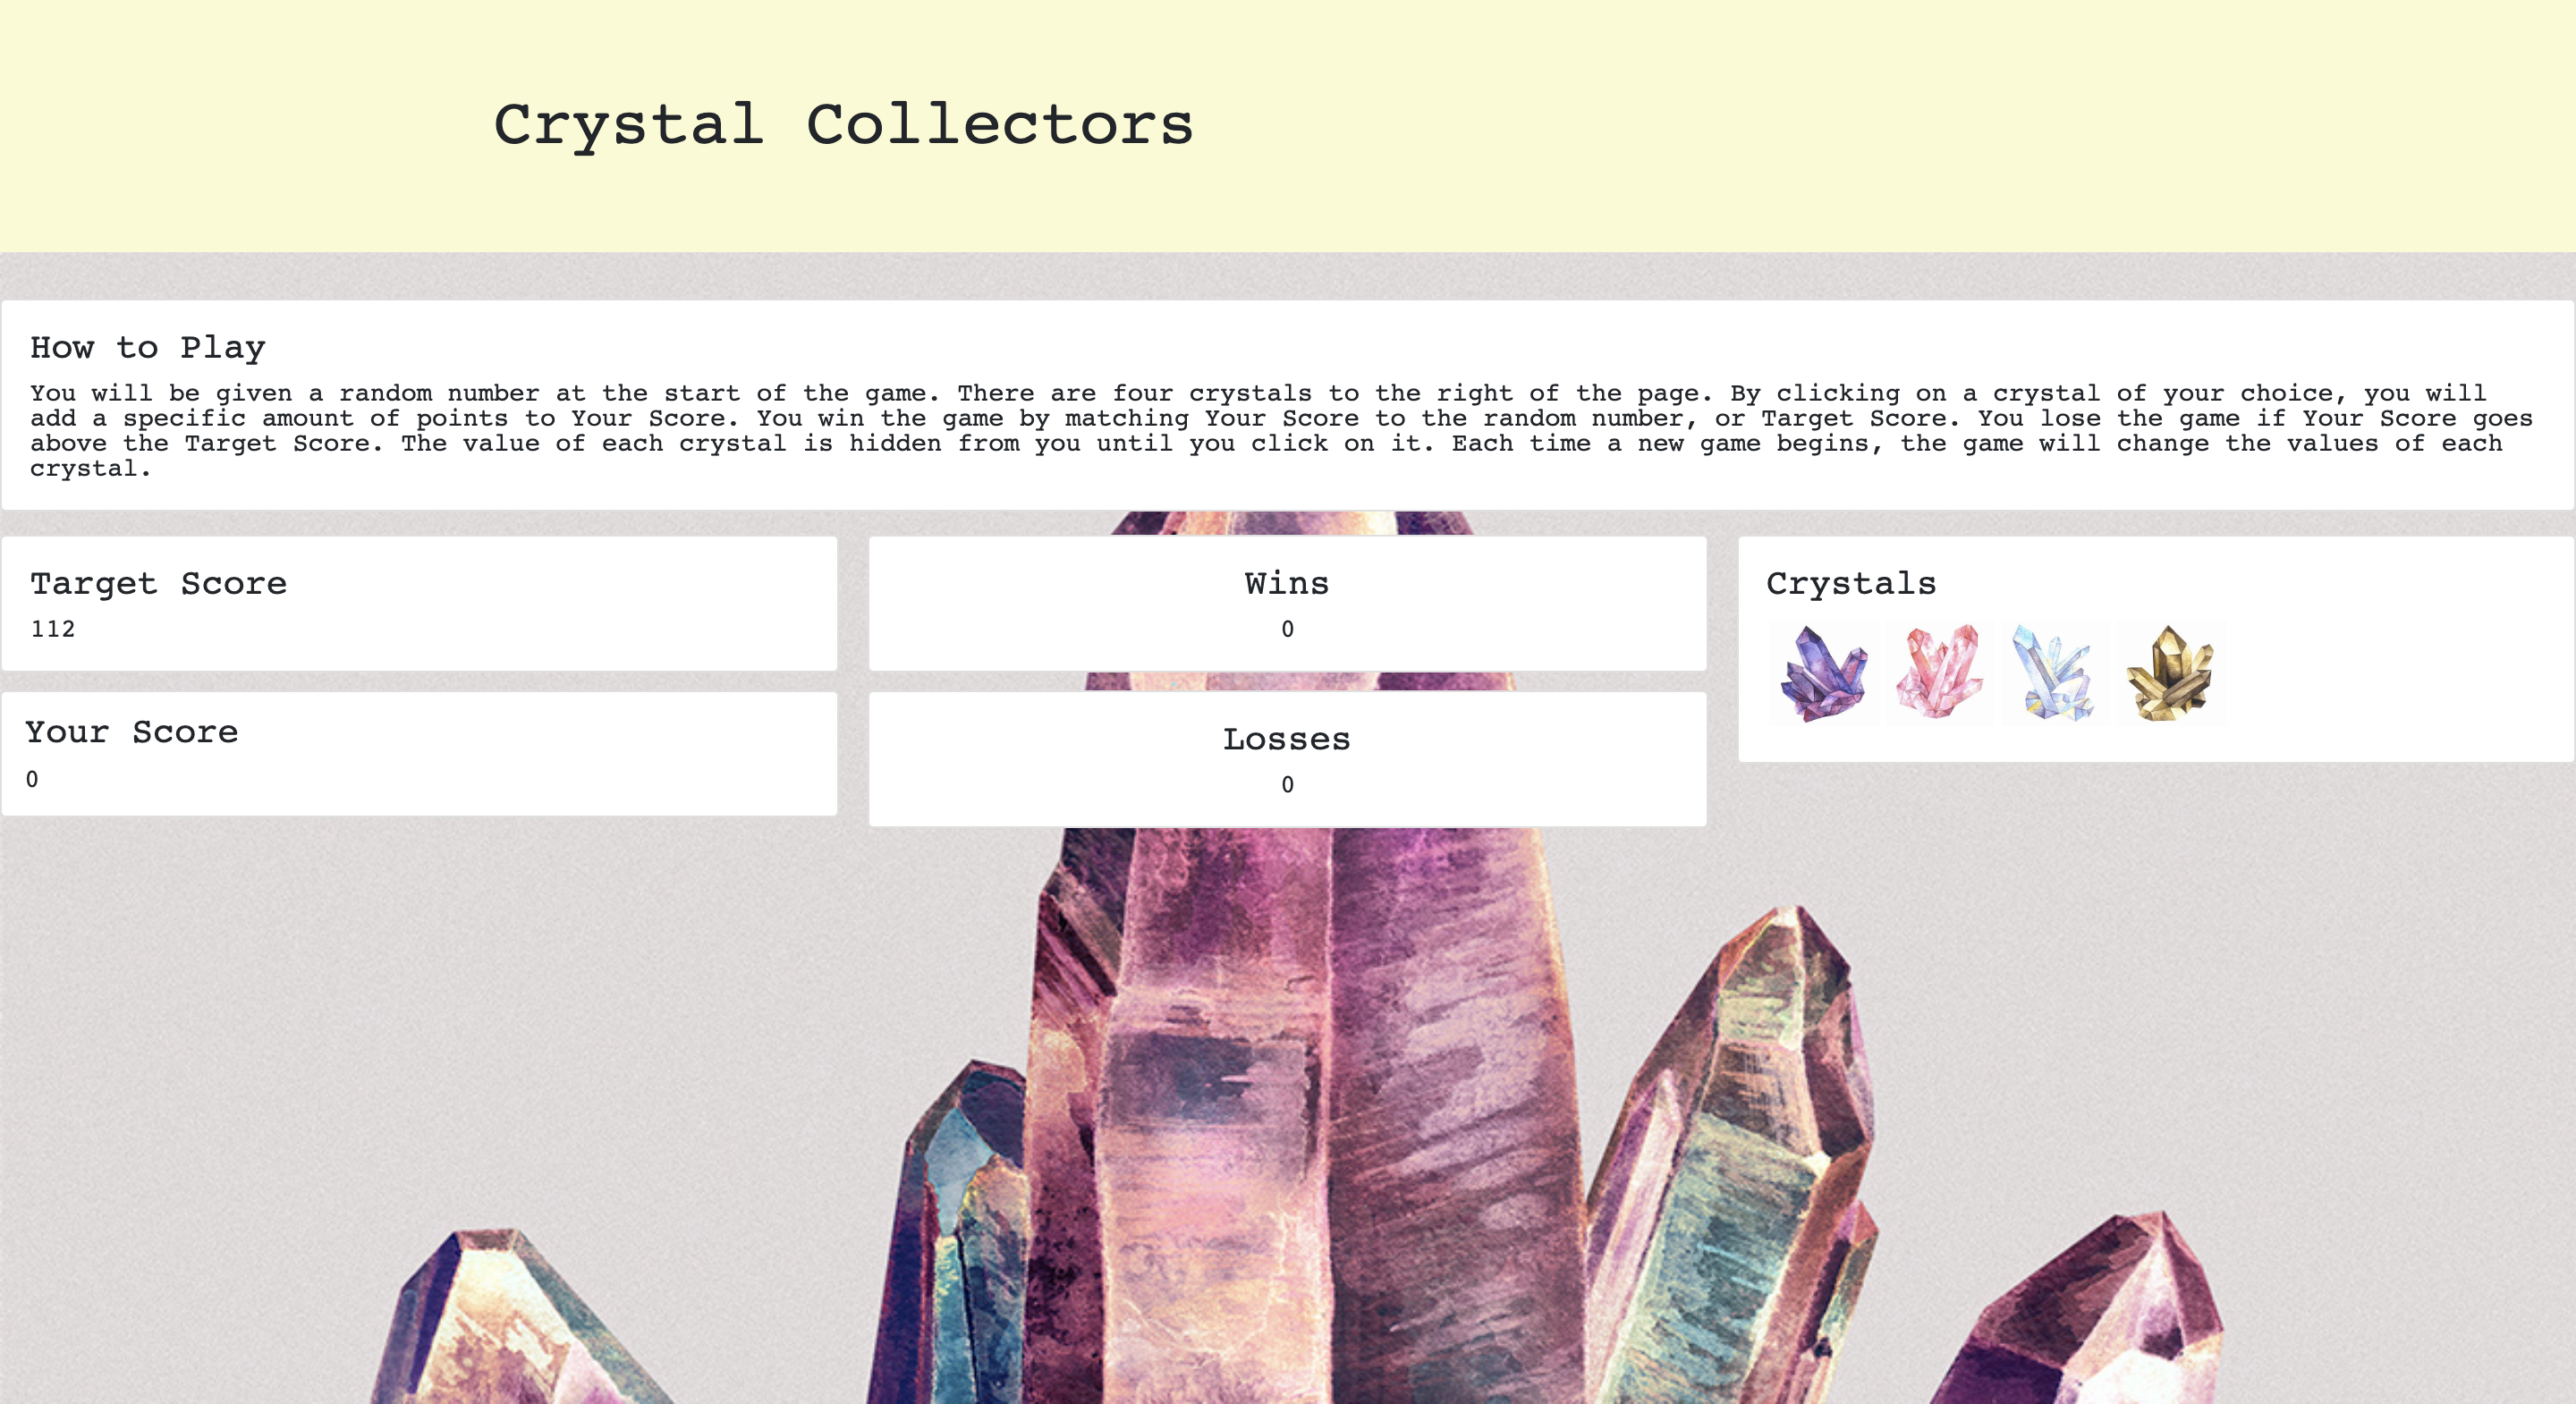 Crystal Collectors
How to Play
You will be given a random number at the start of the game. There are four crystals to the right of the page. By clicking on a crystal of your choice, you will
add a specific amount of points to Your Score. You win the game by matching Your Score to the random number, or Target Score. You lose the game if Your Score goes
above the Target Score. The value of each crystal is hidden from you until you click on it. Each time a new game begins, the game will change the values of each
crystal.
Target Score
112
Your Score
0
Wins
0
Losses
0
Crystals